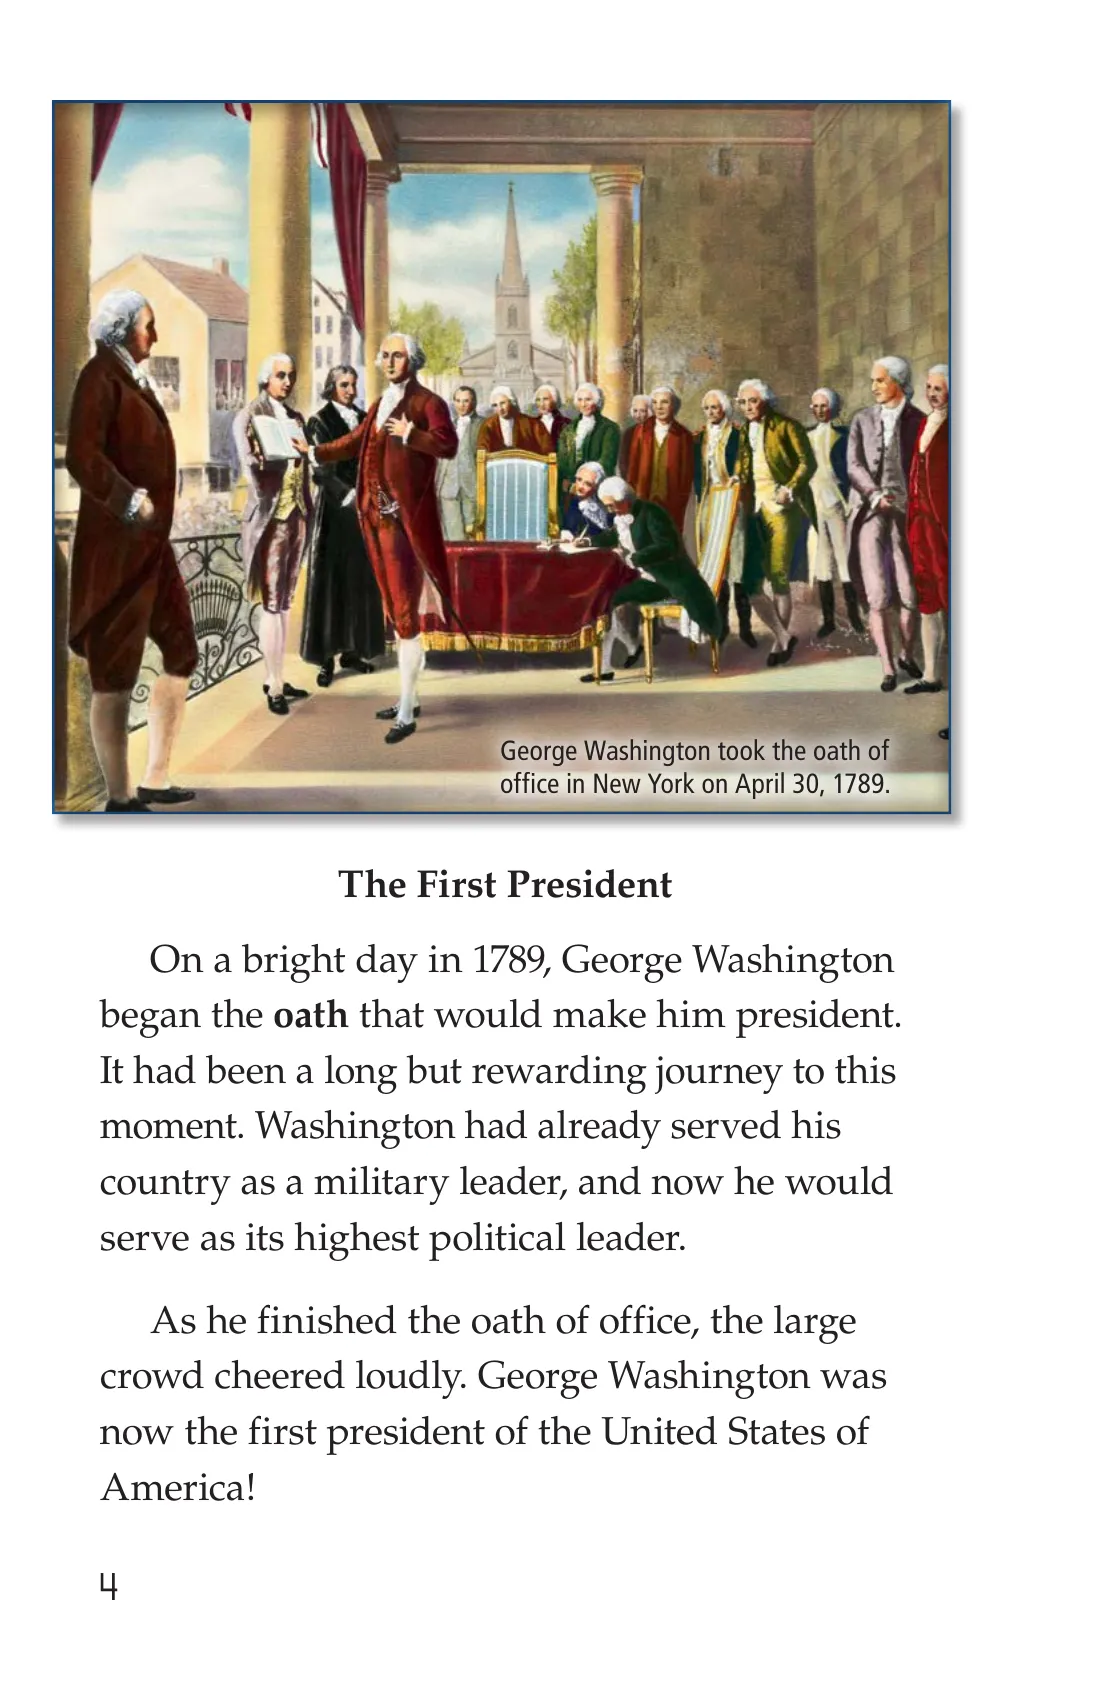 George Washington took the oath of
office in New York on April 30, 1789.
The First President
On a bright day in 1789, George Washington
began the oath that would make him president.
It had been a long but rewarding journey to this
moment. Washington had already served his
country as a military leader, and now he would
serve as its highest political leader.
As he finished the oath of office, the large
crowd cheered loudly. George Washington was
now the first president of the United States of
America!
4